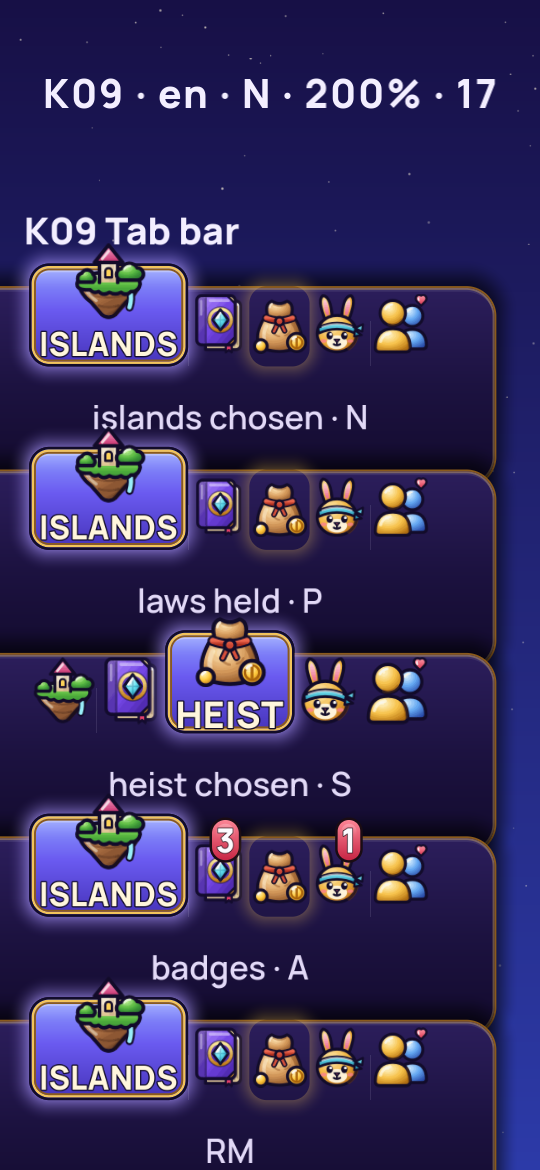 K09 · en · N · 200% · 17
K09 Tab bar
ISLANDS
islands chosen · N
ISLANDS
laws held · P
HEIST
heist chosen · S
ISLANDS
3
1
badges · A
ISLANDS
RM